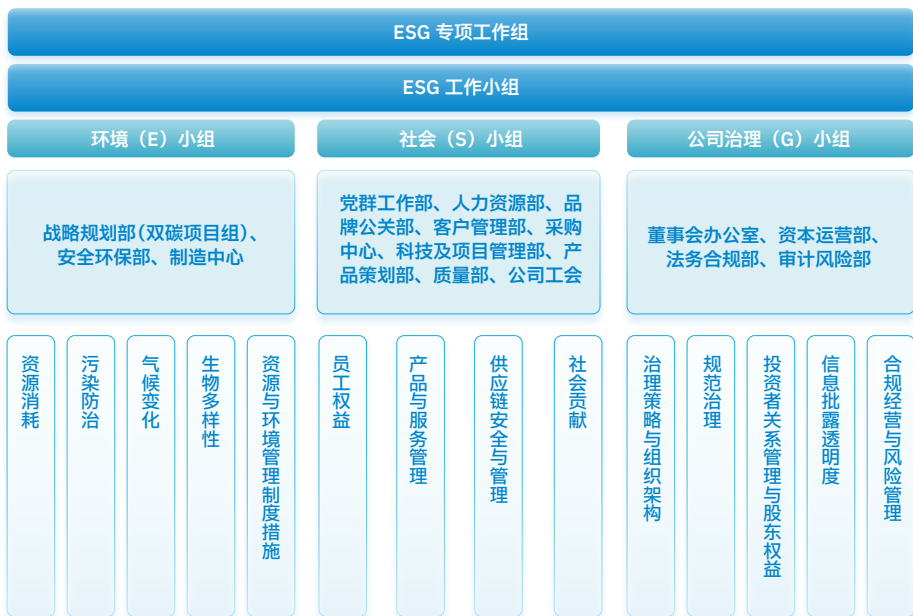 ESG 专项工作组
ESG 工作小组
环境（E）小组
社会（S）小组
公司治理（G）小组
战略规划部（双碳项目组）、
安全环保部、制造中心
党群工作部、人力资源部、品
牌公关部、客户管理部、采购
中心、科技及项目管理部、产
品策划部、质量部、公司工会
董事会办公室、资本运营部、
法务合规部、审计风险部
资源消耗
污染防治
气候变化
生物多样性
资源与环境管理制度措施
员工权益
产品与服务管理
供应链安全与管理
社会贡献
治理策略与组织架构
规范治理
投资者关系管理与股东权益
信息批露透明度
合规经营与风险管理